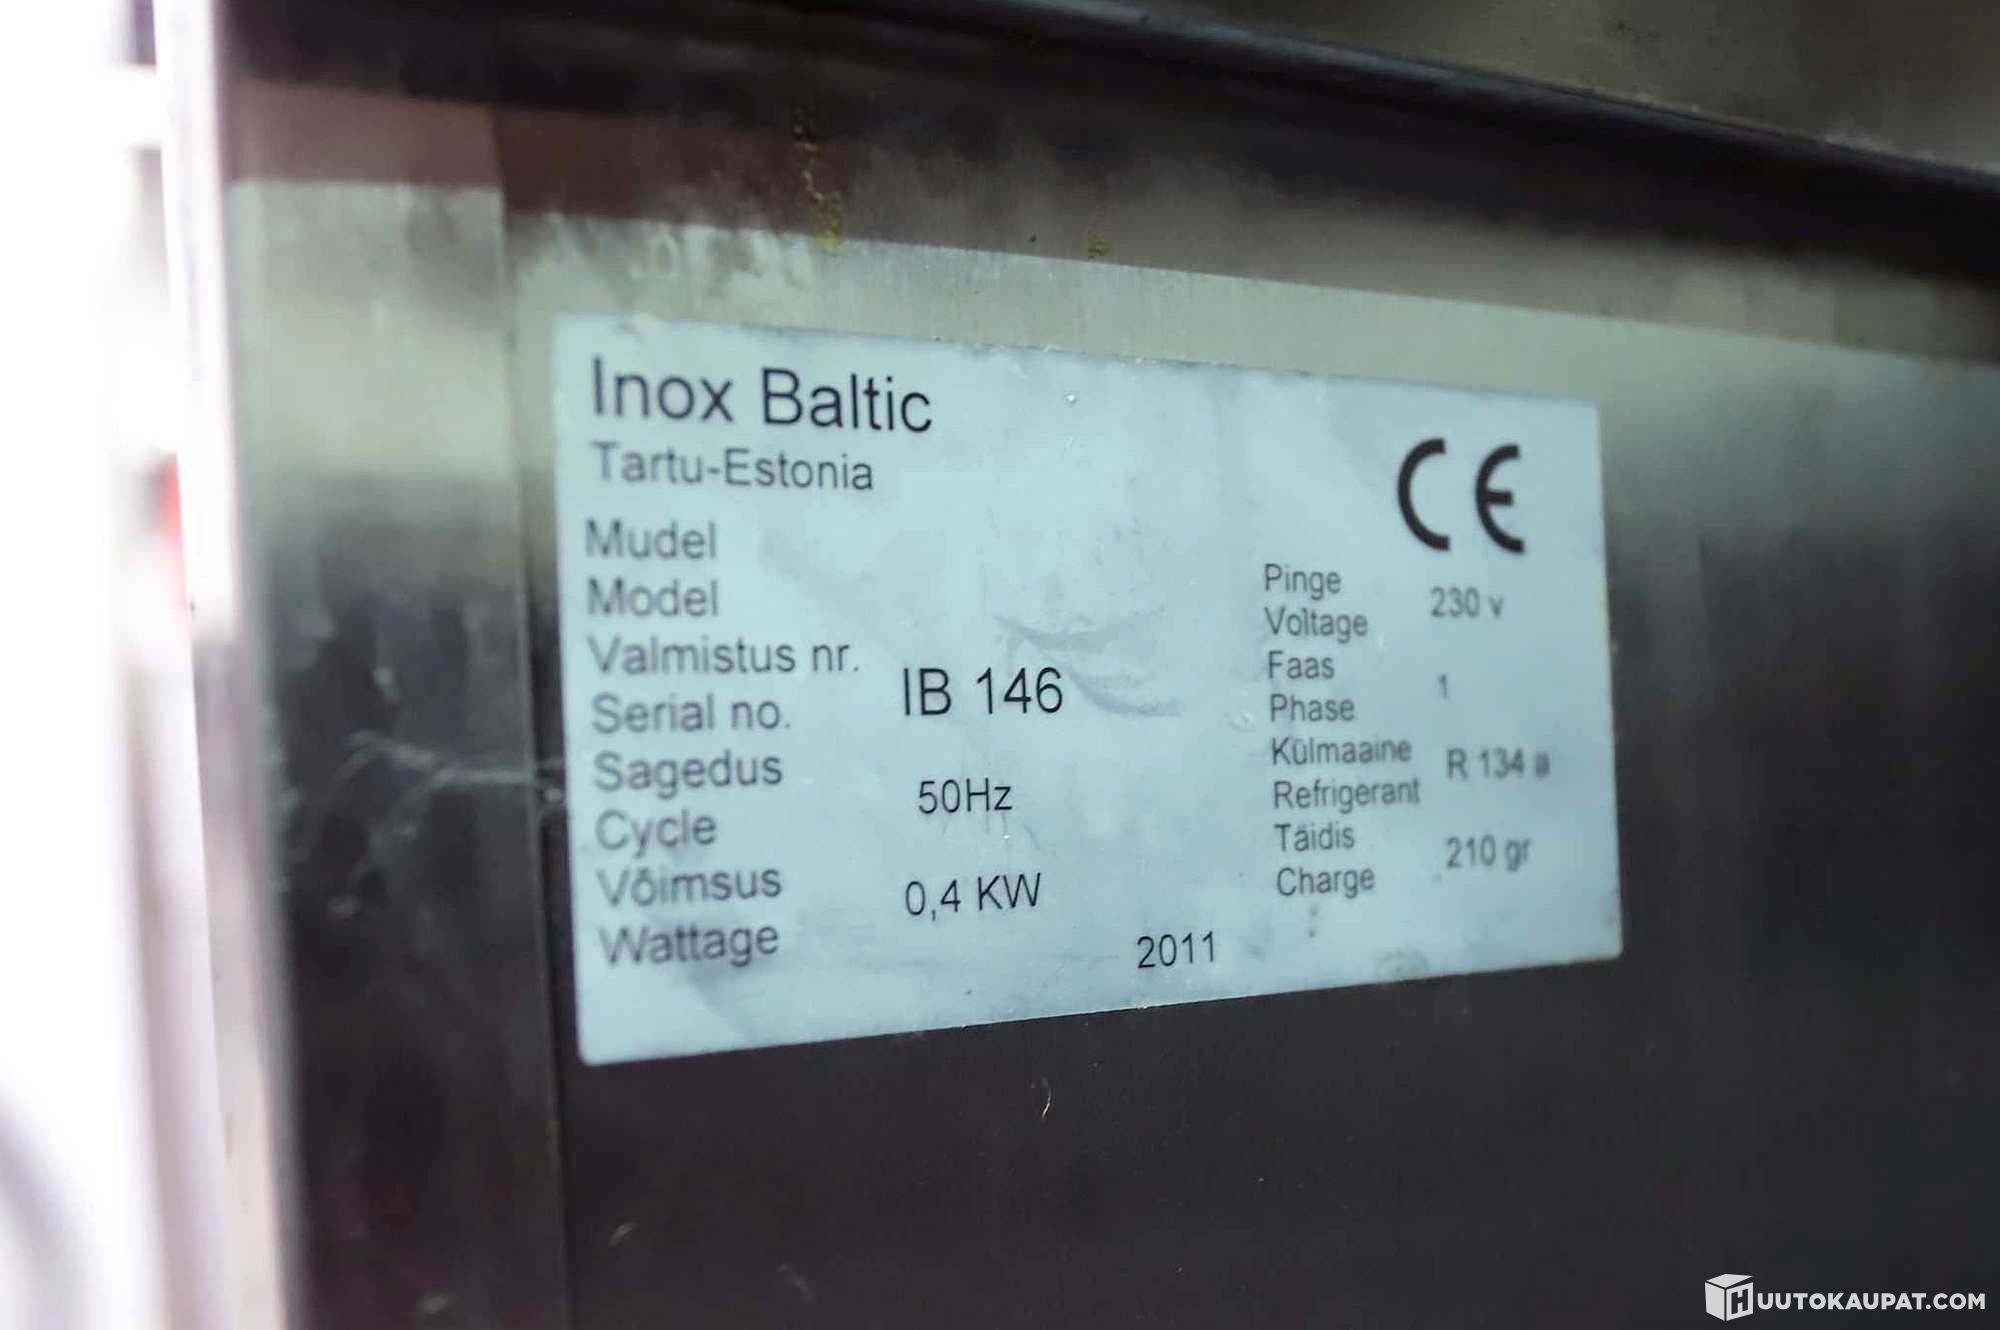 Inox Baltic
Tartu-Estonia
CE
Mudel
Model
Valmistus nr.
Serial no.
IB 146
Sagedus
Cycle
50Hz
Võimsus
Wattage
0,4 KW
2011
Pinge
Voltage
230 v
Faas
Phase
1
Külmaaine
Refrigerant
R 134 a
Täidis
Charge
210 gr
HUUTOKAUPAT.COM